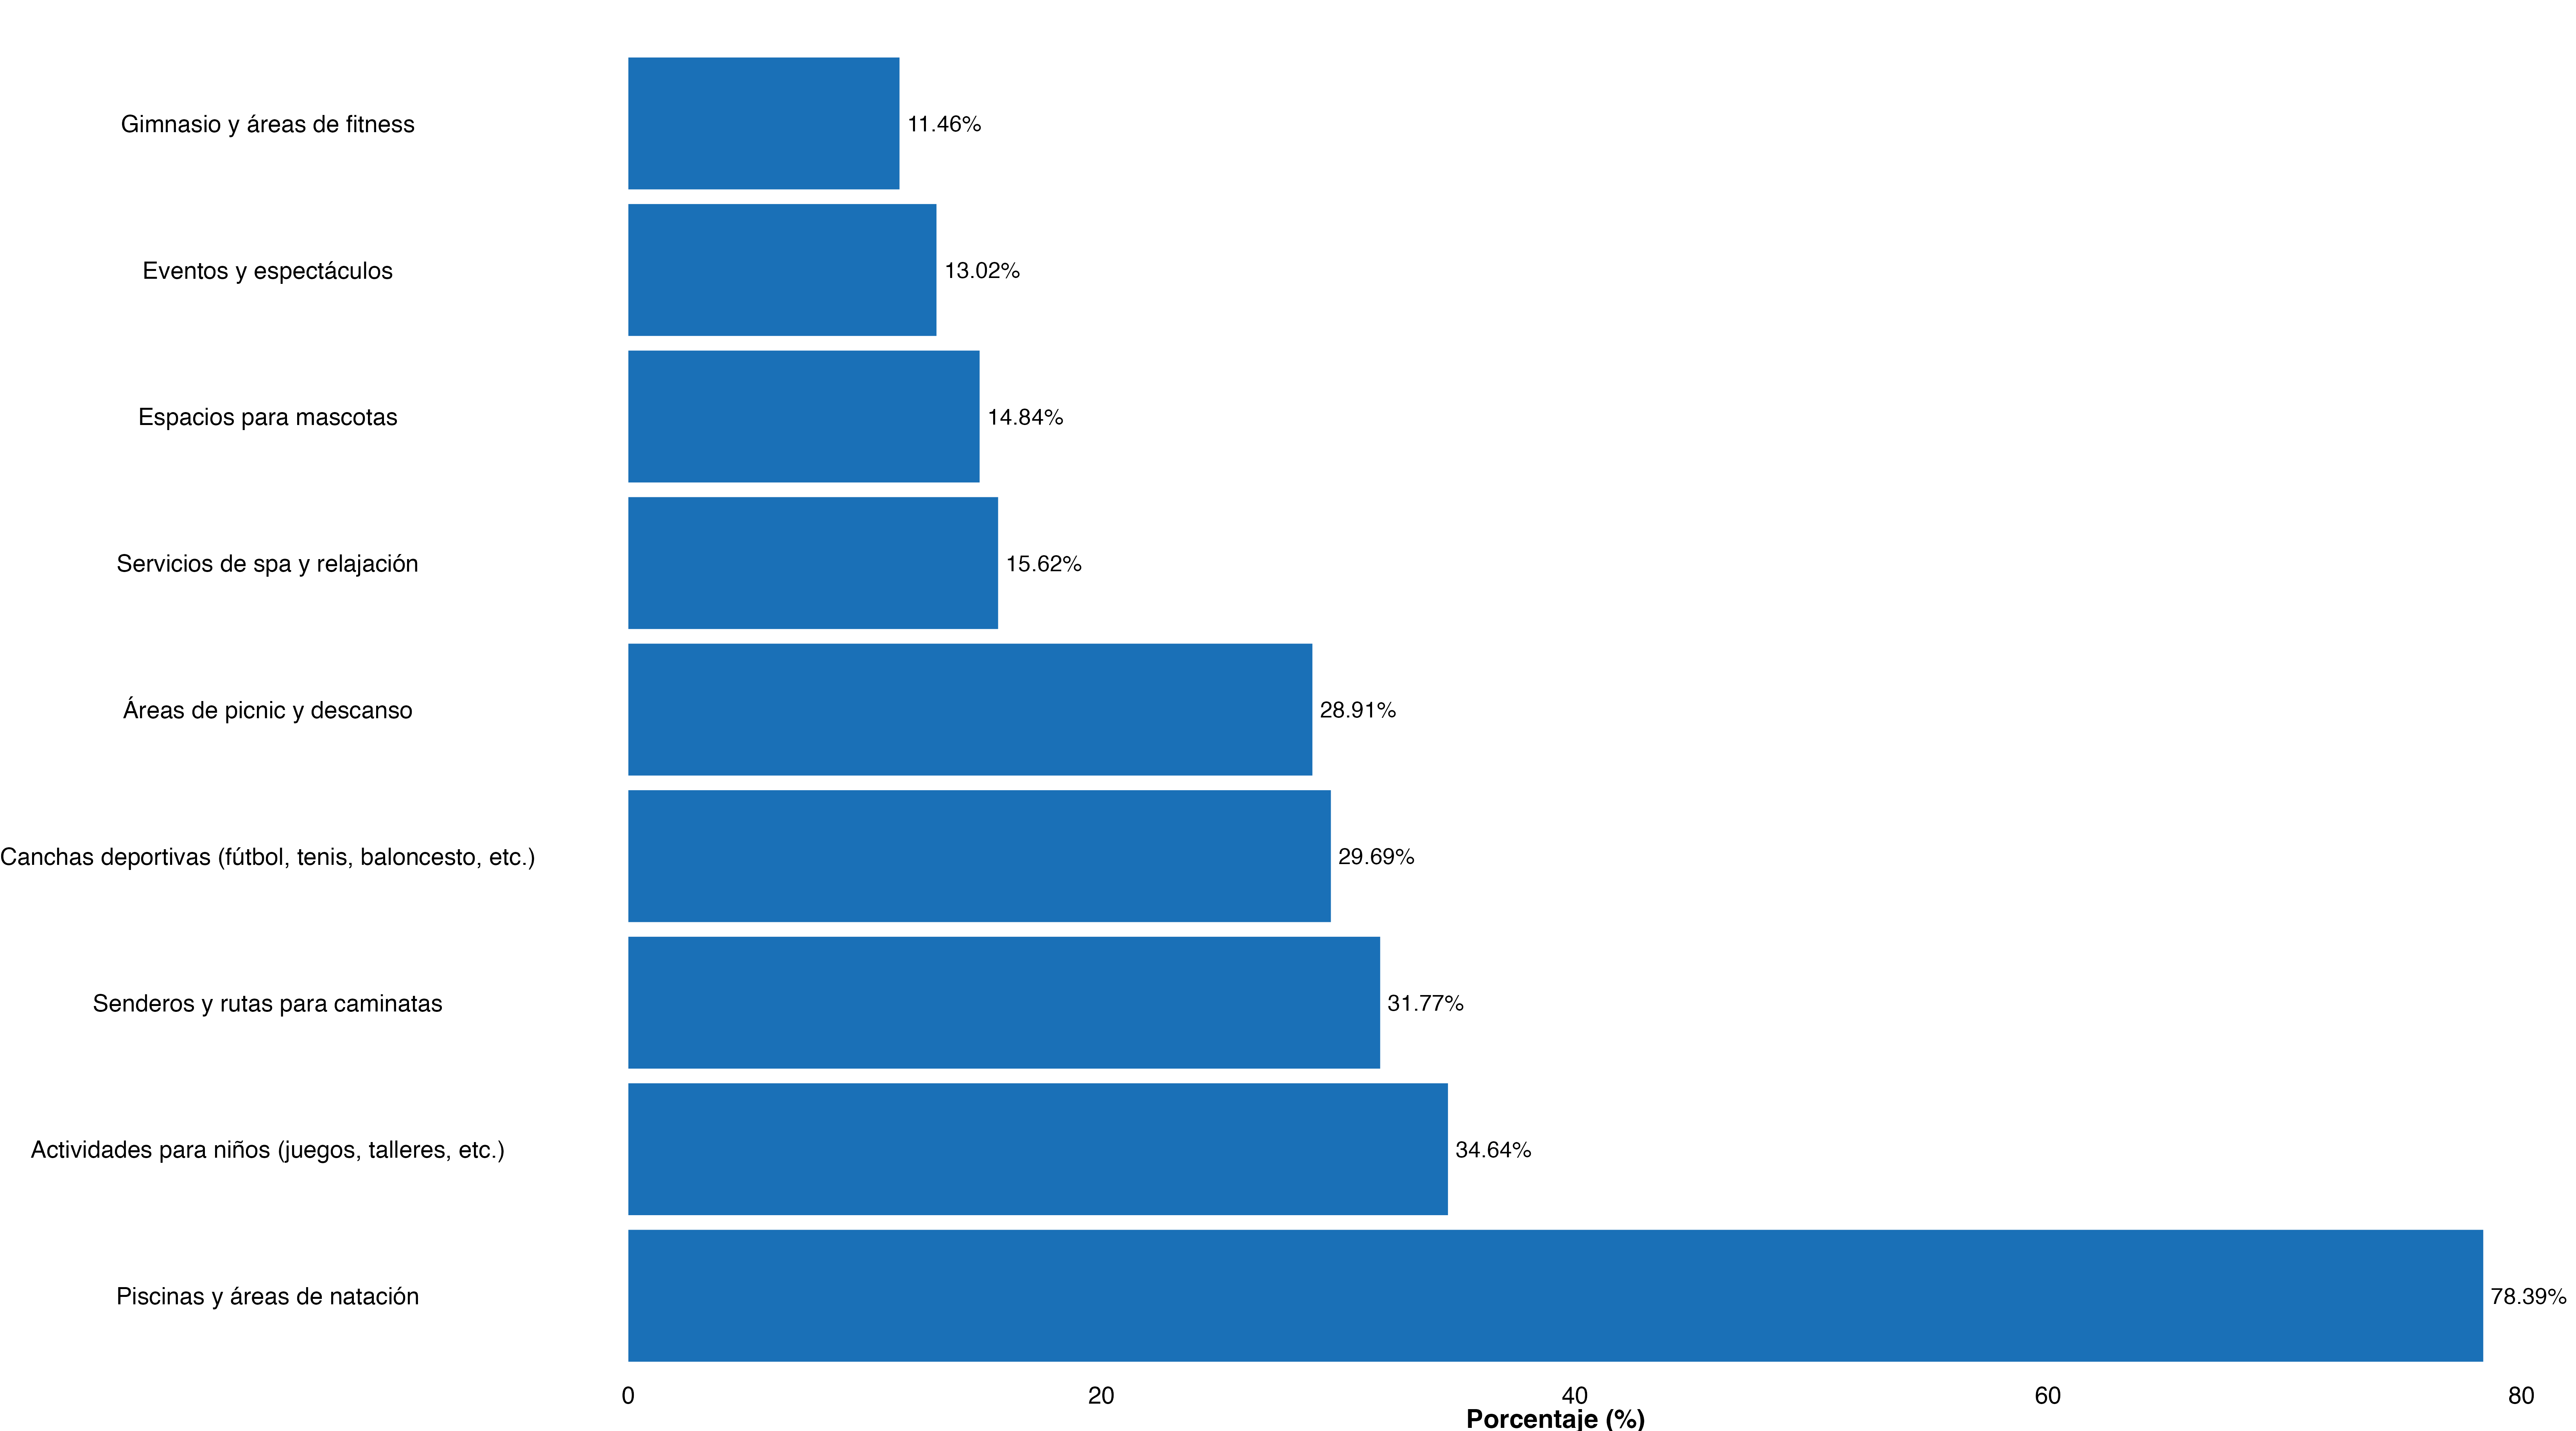 Gimnasio y áreas de fitness 11.46%
Eventos y espectáculos 13.02%
Espacios para mascotas 14.84%
Servicios de spa y relajación 15.62%
Áreas de picnic y descanso 28.91%
Canchas deportivas (fútbol, tenis, baloncesto, etc.) 29.69%
Senderos y rutas para caminatas 31.77%
Actividades para niños (juegos, talleres, etc.) 34.64%
Piscinas y áreas de natación 78.39%
0 20 40 60 80
Porcentaje (%)